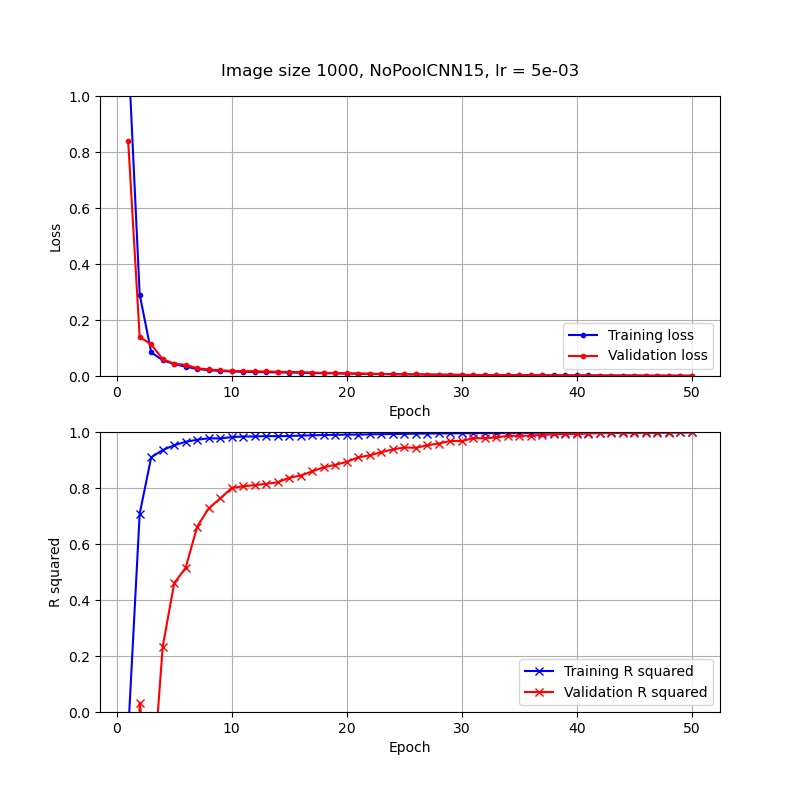 Image size 1000, NoPoolCNN15, lr = 5e-03
1.0
0.8
0.6
0.4
0.2
0.0
Loss
Training loss
Validation loss
0 10 20 30 40 50
Epoch
1.0
0.8
0.6
0.4
0.2
0.0
R squared
Training R squared
Validation R squared
0 10 20 30 40 50
Epoch